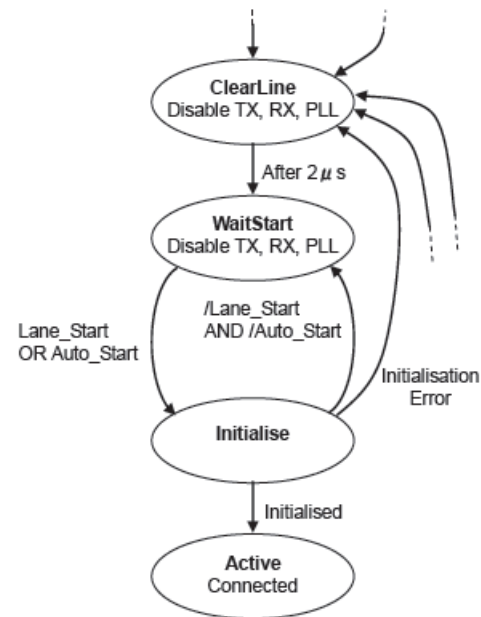 ClearLine
Disable TX, RX, PLL
After 2 μ s
WaitStart
Disable TX, RX, PLL
/Lane_Start
AND /Auto_Start
Lane_Start
OR Auto_Start
Initialisation
Error
Initialise
Initialised
Active
Connected